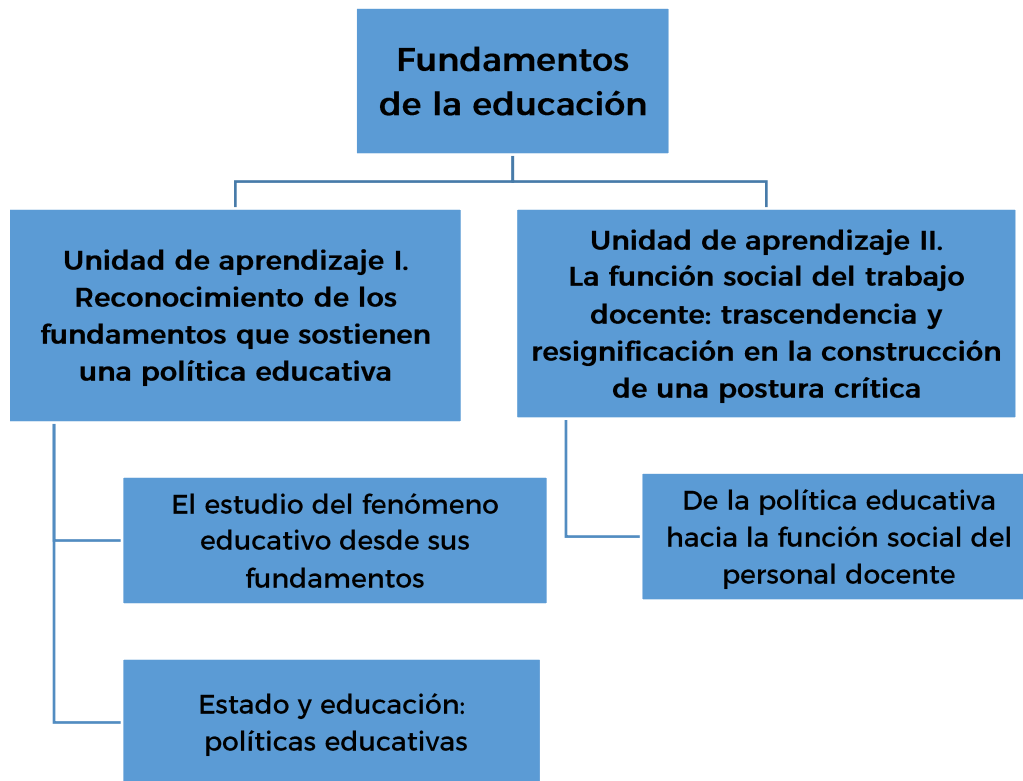 Fundamentos
de la educación
Unidad de aprendizaje I.
Reconocimiento de los
fundamentos que sostienen
una política educativa
Unidad de aprendizaje II.
La función social del trabajo
docente: trascendencia y
resignificación en la construcción
de una postura crítica
El estudio del fenómeno
educativo desde sus
fundamentos
Estado y educación:
políticas educativas
De la política educativa
hacia la función social del
personal docente